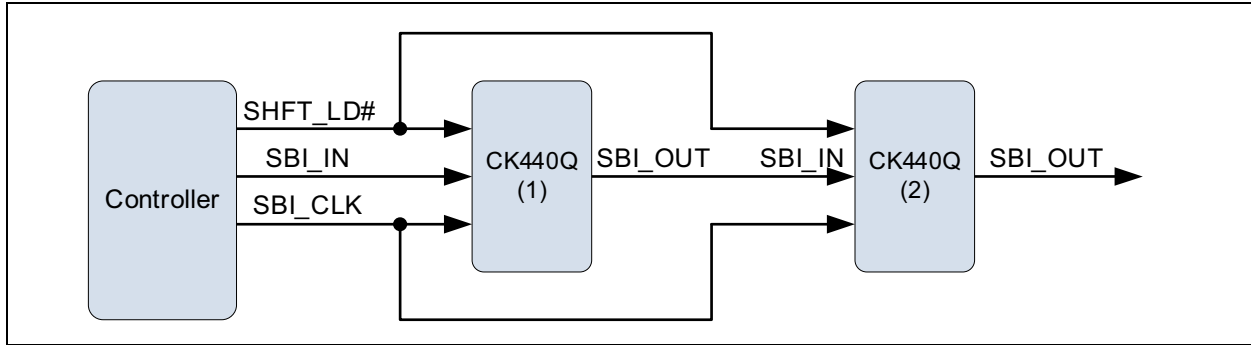 SHFT_LD#
SBI_IN
SBI_CLK
Controller
CK440Q
(1)
SBI_OUT
SBI_IN
CK440Q
(2)
SBI_OUT